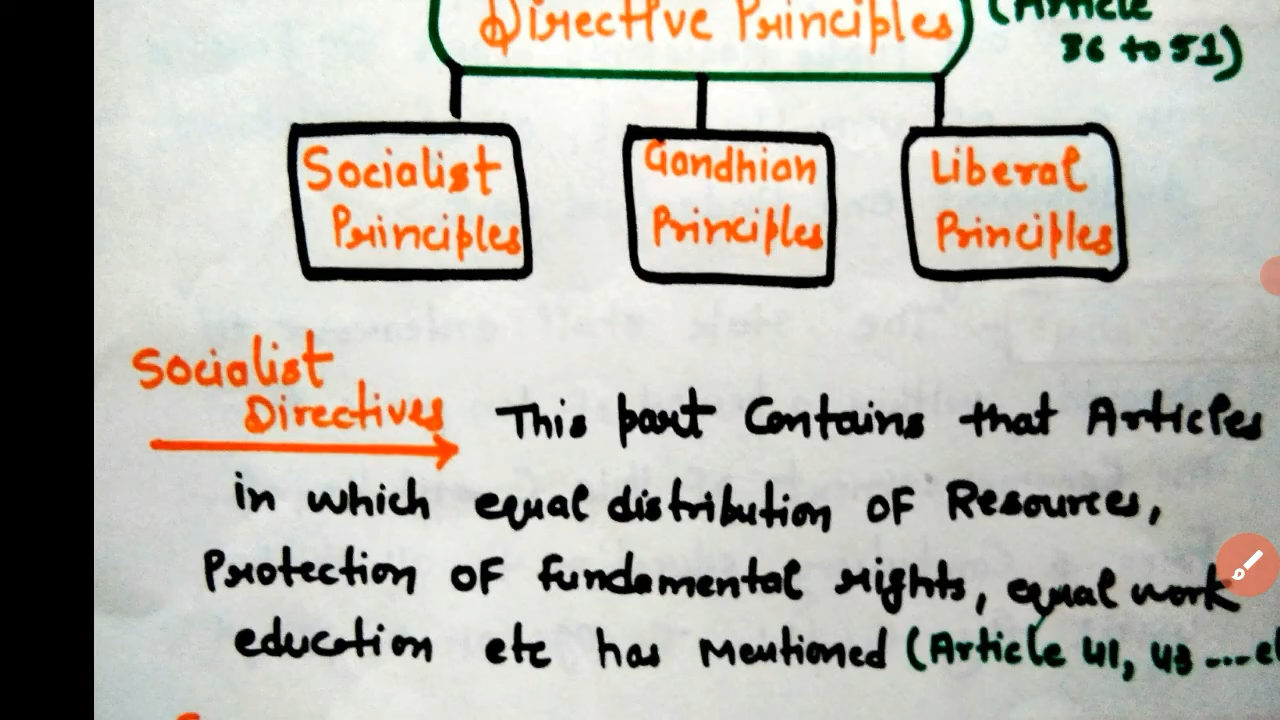 Directive Principles
(Article
36 to 51)
Socialist
Principles
Gandhian
Principles
Liberal
Principles
Socialist
Directives
This part Contains that Articles
in which equal distribution of Resources,
Protection of fundamental rights, equal work
education etc has Mentioned (Article 41, 43 ....